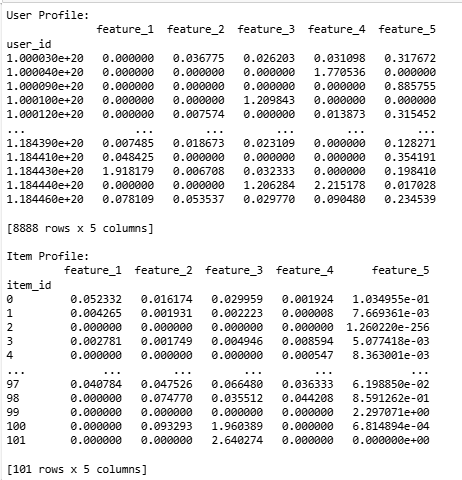 User Profile:
feature_1 feature_2 feature_3 feature_4 feature_5
user_id
1.000030e+20 0.000000 0.036775 0.026203 0.031098 0.317672
1.000040e+20 0.000000 0.000000 0.000000 1.770536 0.000000
1.000090e+20 0.000000 0.000000 0.000000 0.000000 0.885755
1.000100e+20 0.000000 0.000000 1.209843 0.000000 0.000000
1.000120e+20 0.000000 0.007574 0.000000 0.013873 0.315452
... ... ... ... ... ...
1.184390e+20 0.007485 0.018673 0.023109 0.000000 0.128271
1.184410e+20 0.048425 0.000000 0.000000 0.000000 0.354191
1.184430e+20 1.918179 0.006708 0.032333 0.000000 0.198410
1.184440e+20 0.000000 0.000000 1.206284 2.215178 0.017028
1.184460e+20 0.078109 0.053537 0.029770 0.090480 0.234539
[8888 rows x 5 columns]
Item Profile:
feature_1 feature_2 feature_3 feature_4 feature_5
item_id
0 0.052332 0.016174 0.029959 0.001924 1.034955e-01
1 0.004265 0.001931 0.002223 0.000008 7.669361e-03
2 0.000000 0.000000 0.000000 0.000000 1.260220e-256
3 0.002781 0.001749 0.004946 0.008594 5.077418e-03
4 0.000000 0.000000 0.000000 0.000547 8.363001e-03
... ... ... ... ... ...
97 0.040784 0.047526 0.066480 0.036333 6.198850e-02
98 0.000000 0.074770 0.035512 0.044208 8.591262e-01
99 0.000000 0.000000 0.000000 0.000000 2.297071e+00
100 0.000000 0.093293 1.960389 0.000000 6.814894e-04
101 0.000000 0.000000 2.640274 0.000000 0.000000e+00
[101 rows x 5 columns]